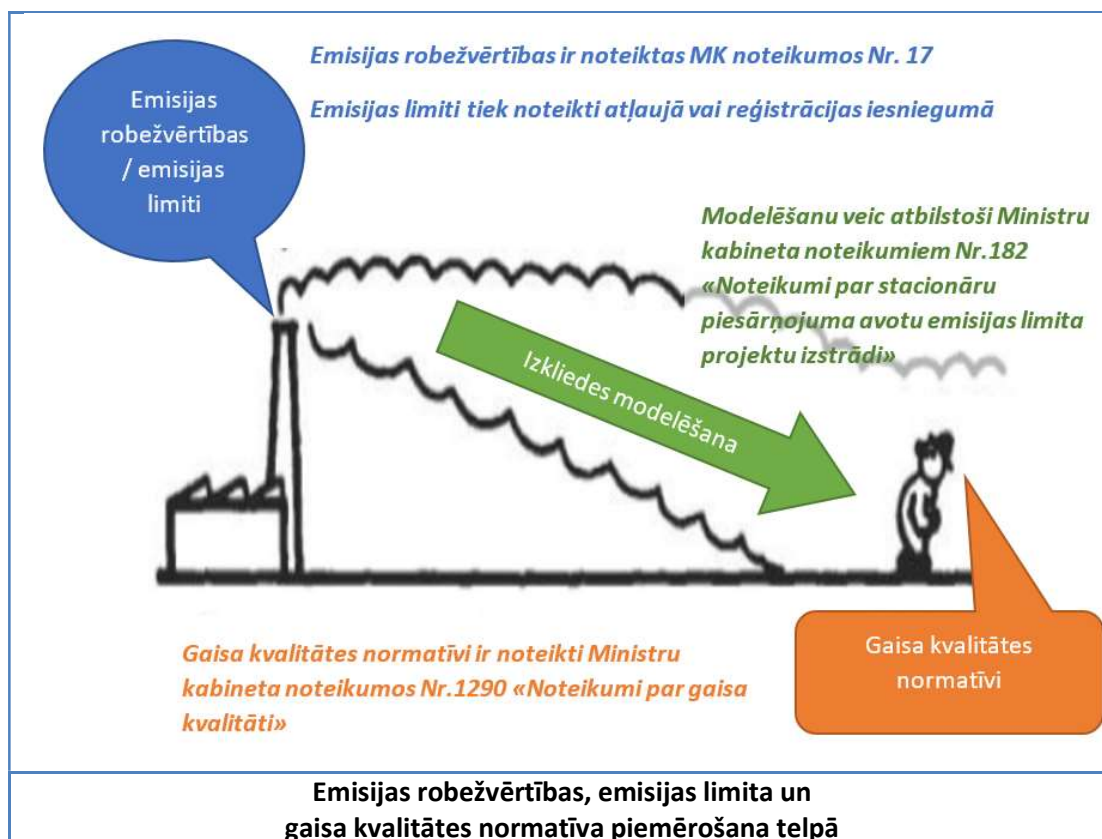 Emisijas robežvērtības ir noteiktas MK noteikumos Nr. 17
Emisijas limiti tiek noteikti atļaujā vai reģistrācijas iesniegumā
Emisijas
robežvērtības
/ emisijas
limiti
Modelēšanu veic atbilstoši Ministru
kabineta noteikumiem Nr.182
«Noteikumi par stacionāru
piesārņojuma avotu emisijas limita
projektu izstrādi»
Izkliedes modelēšana
Gaisa kvalitātes
normatīvi
Gaisa kvalitātes normatīvi ir noteikti Ministru
kabineta noteikumos Nr.1290 «Noteikumi par gaisa
kvalitāti»
Emisijas robežvērtības, emisijas limita un
gaisa kvalitātes normatīva piemērošana telpā